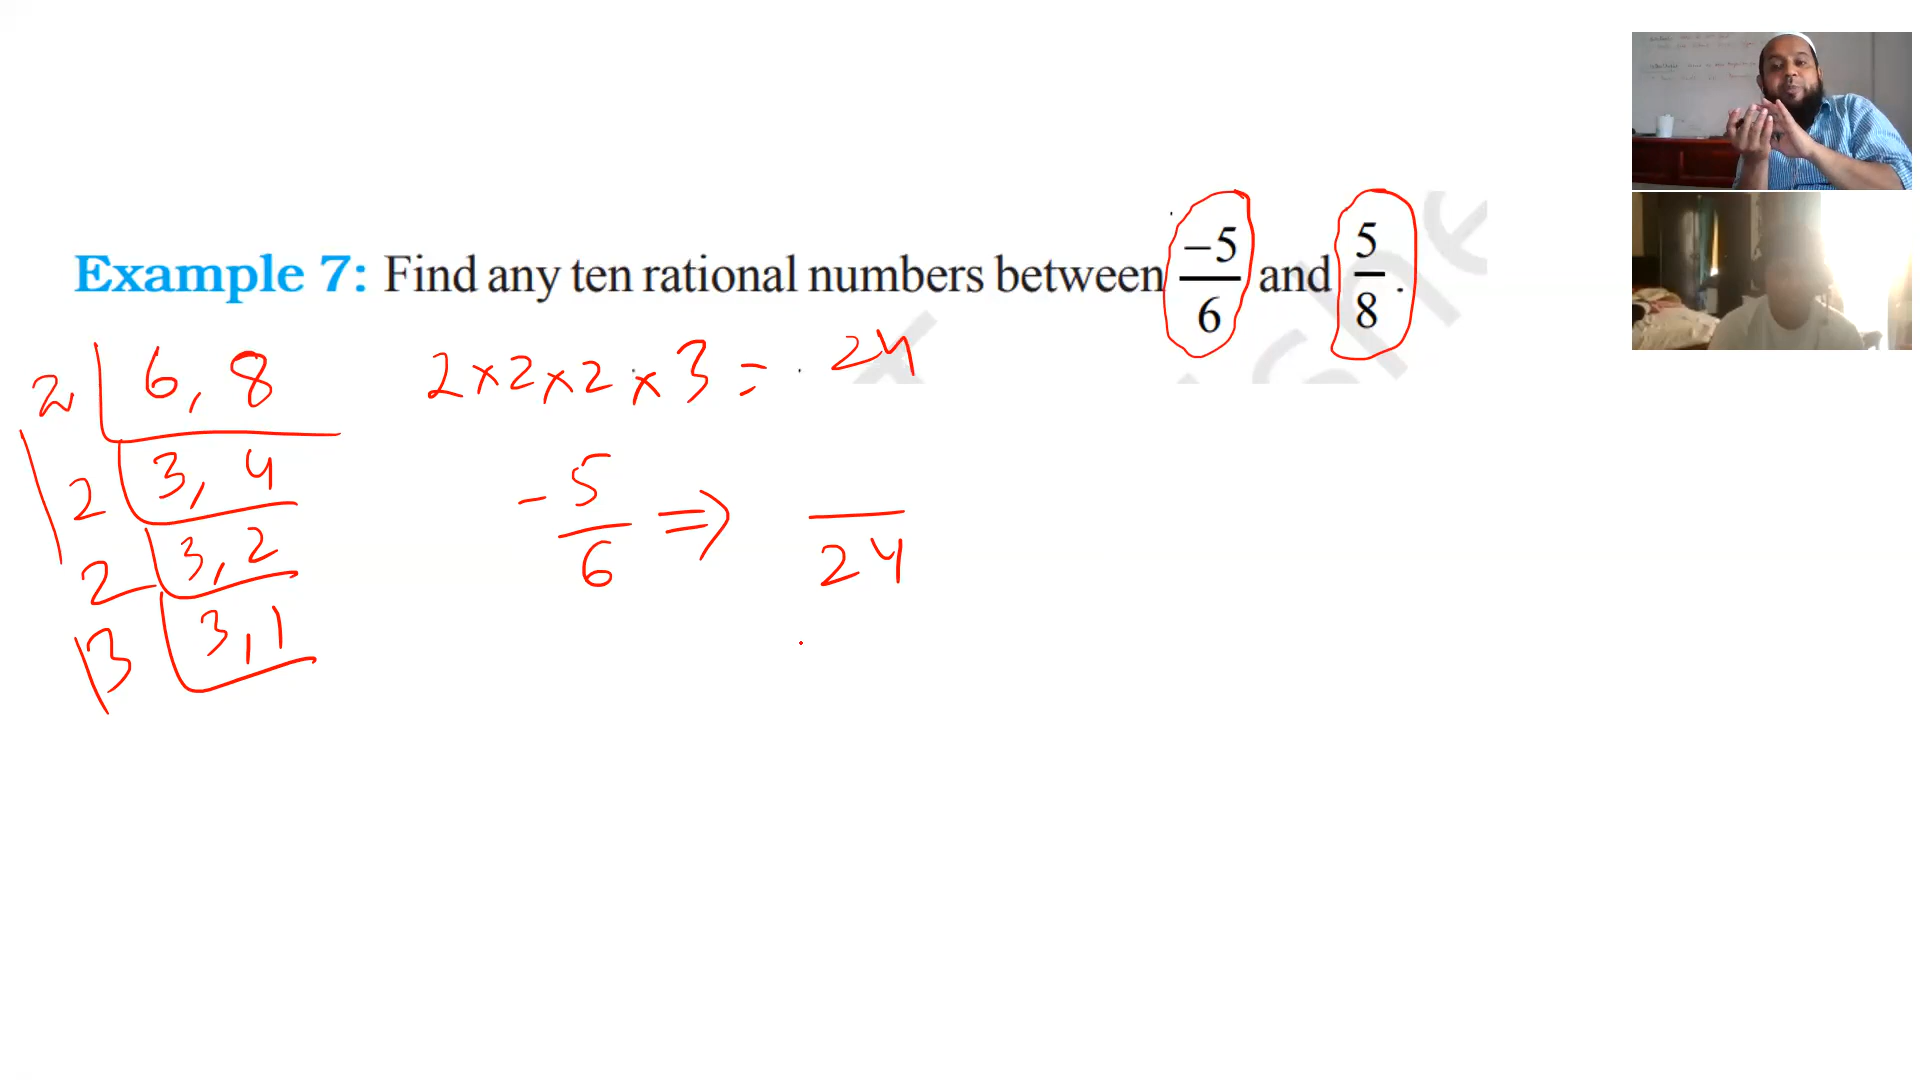 Example 7: Find any ten rational numbers between -5/6 and 5/8.
2 | 6, 8
2 | 3, 4
2 | 3, 2
3 | 3, 1
2 × 2 × 2 × 3 = 24
-5/6 ⇒ /24